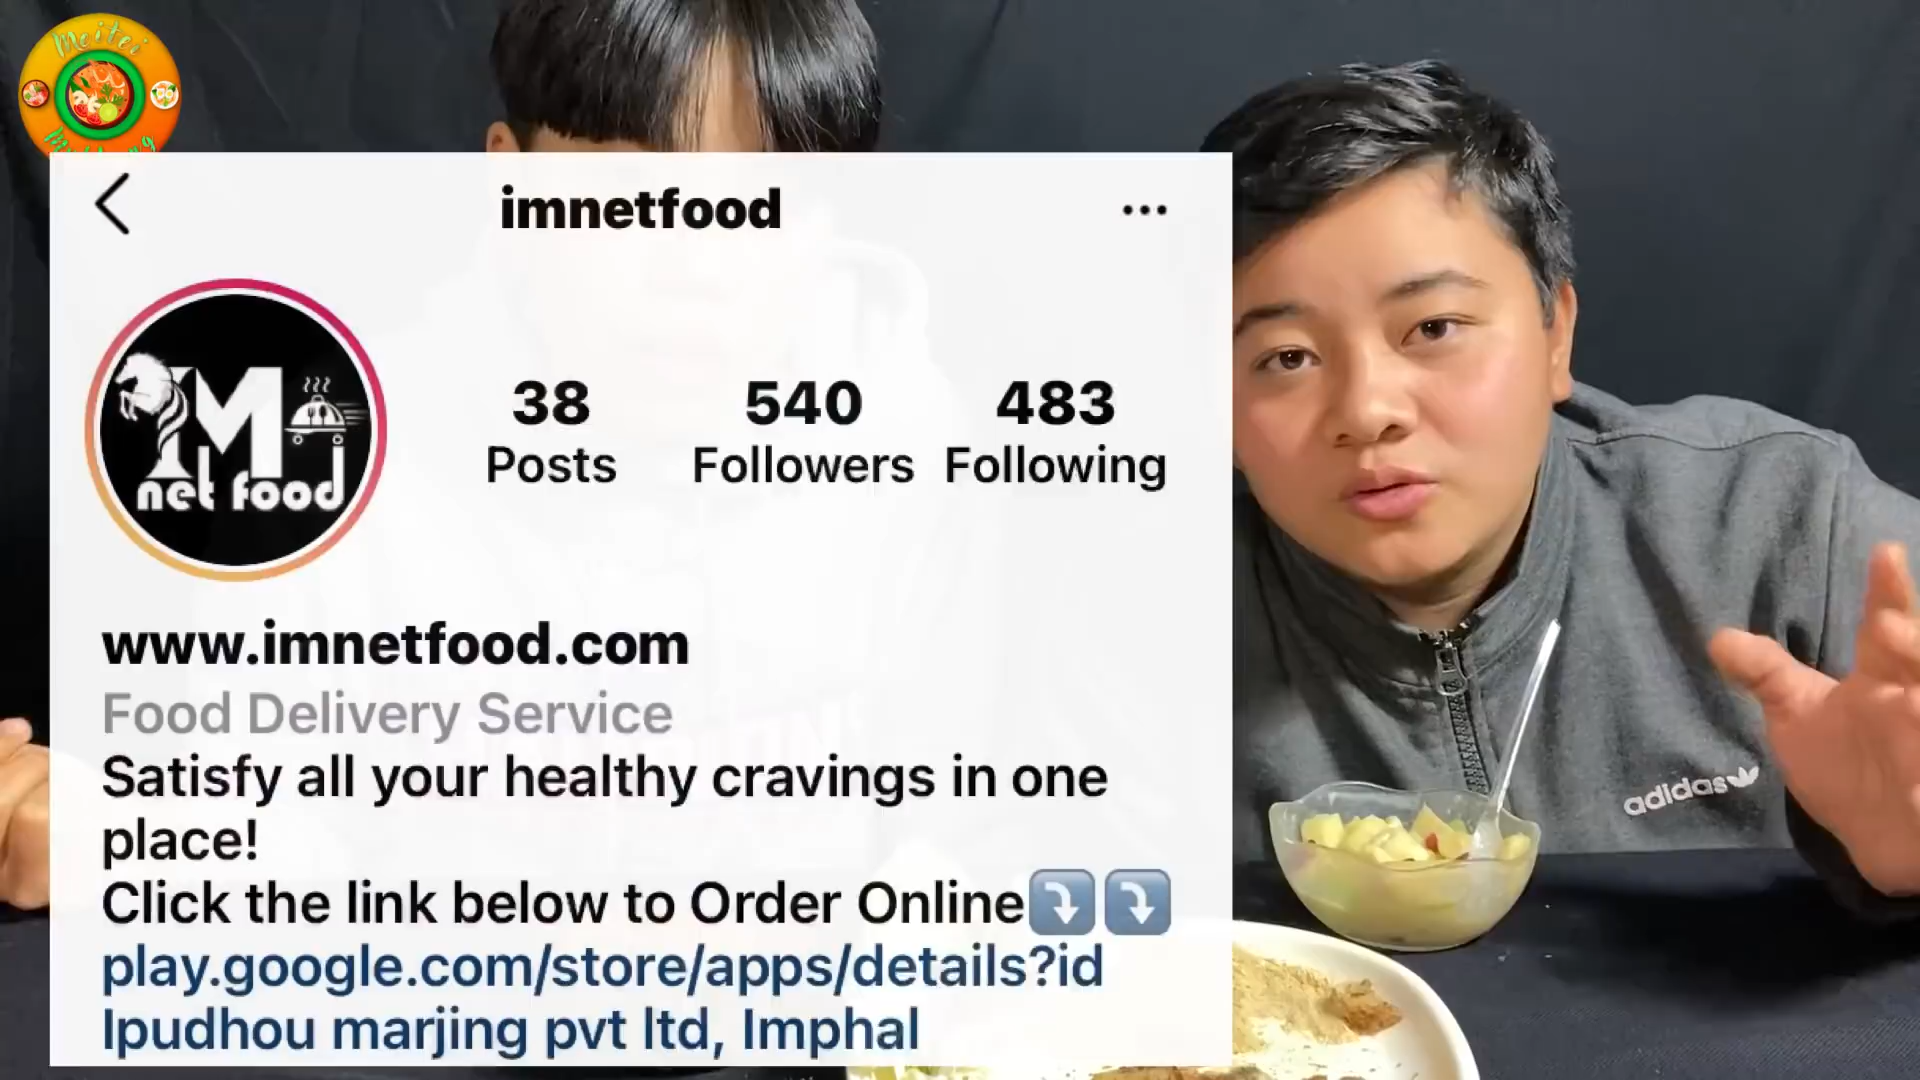 Meitei
imnetfood
IM
net food
38
540
483
Posts
Followers
Following
www.imnetfood.com
Food Delivery Service
Satisfy all your healthy cravings in one
place!
Click the link below to Order Online
play.google.com/store/apps/details?id
Ipudhou marjing pvt ltd, Imphal
adidas